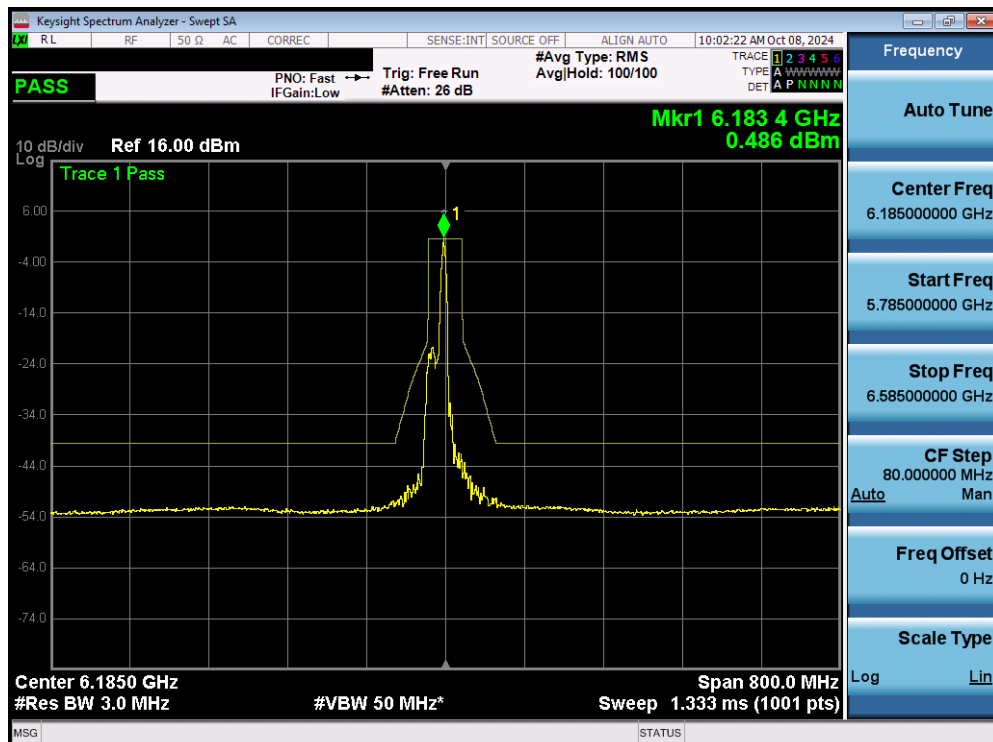 Keysight Spectrum Analyzer - Swept SA
LXI RL RF 50 Ω AC CORREC SENSE:INT SOURCE OFF ALIGN AUTO 10:02:22 AM Oct 08, 2024
PASS
PNO: Fast
IFGain:Low
Trig: Free Run
#Atten: 26 dB
#Avg Type: RMS
Avg|Hold: 100/100
TRACE 1 2 3 4 5 6
TYPE A WWWWW
DET A P N N N N
Mkr1 6.183 4 GHz
0.486 dBm
10 dB/div Ref 16.00 dBm
Log
Trace 1 Pass
1
6.00
-4.00
-14.0
-24.0
-34.0
-44.0
-54.0
-64.0
-74.0
Center 6.1850 GHz Span 800.0 MHz
#Res BW 3.0 MHz #VBW 50 MHz* Sweep 1.333 ms (1001 pts)
MSG STATUS
Frequency
Auto Tune
Center Freq
6.185000000 GHz
Start Freq
5.785000000 GHz
Stop Freq
6.585000000 GHz
CF Step
80.000000 MHz
Auto Man
Freq Offset
0 Hz
Scale Type
Log Lin